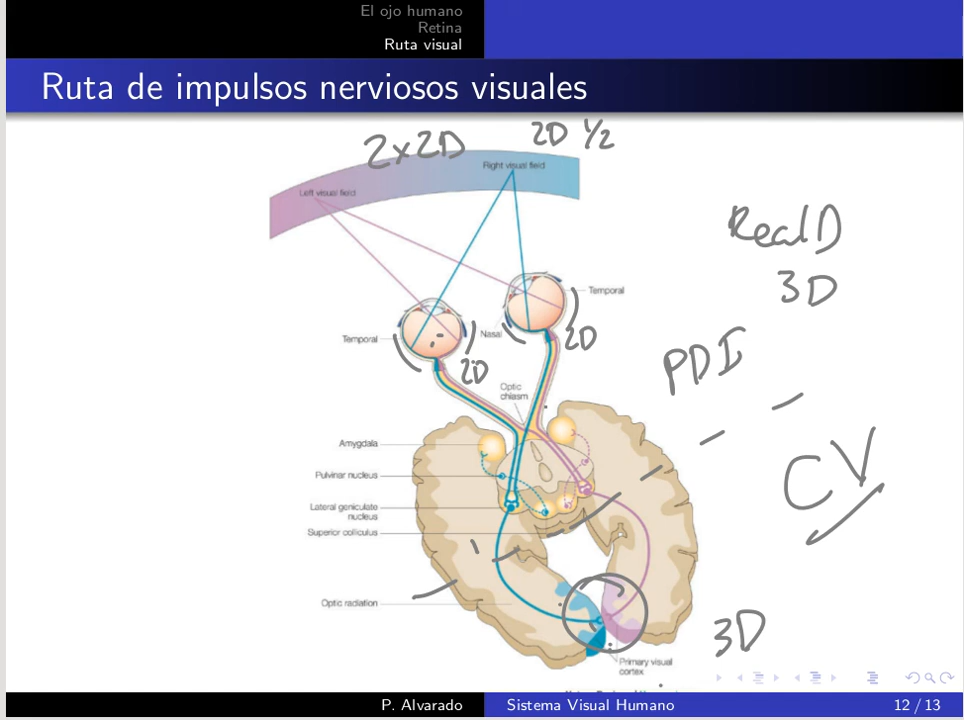 El ojo humano
Retina
Ruta visual
Ruta de impulsos nerviosos visuales
2x2D
2D 1/2
Right visual field
Left visual field
RealD
3D
Temporal
Temporal
Nasal
2D
2D
PDI
Optic
chiasm
CV
Amygdala
Pulvinar nucleus
Lateral geniculate
nucleus
Superior colliculus
Optic radiation
3D
Primary visual
cortex
P. Alvarado
Sistema Visual Humano
12 / 13